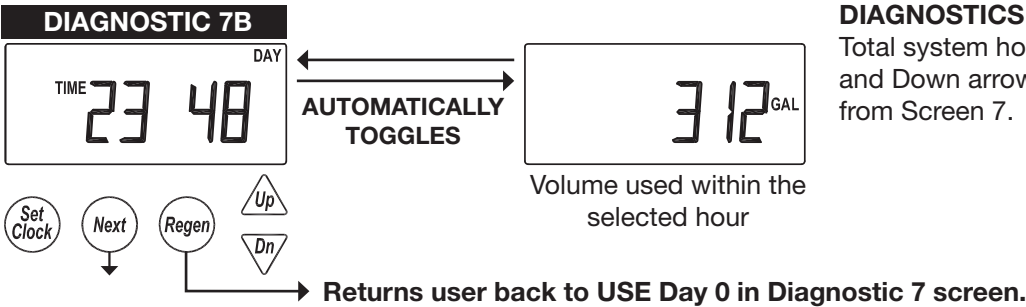 DIAGNOSTIC 7B
DAY
TIME 23 48
AUTOMATICALLY
TOGGLES
312 GAL
Volume used within the
selected hour
DIAGNOSTICS
Total system
and Down
from Screen 7.
Set
Clock
Next
Regen
Up
Dn
Returns user back to USE Day 0 in Diagnostic 7 screen.